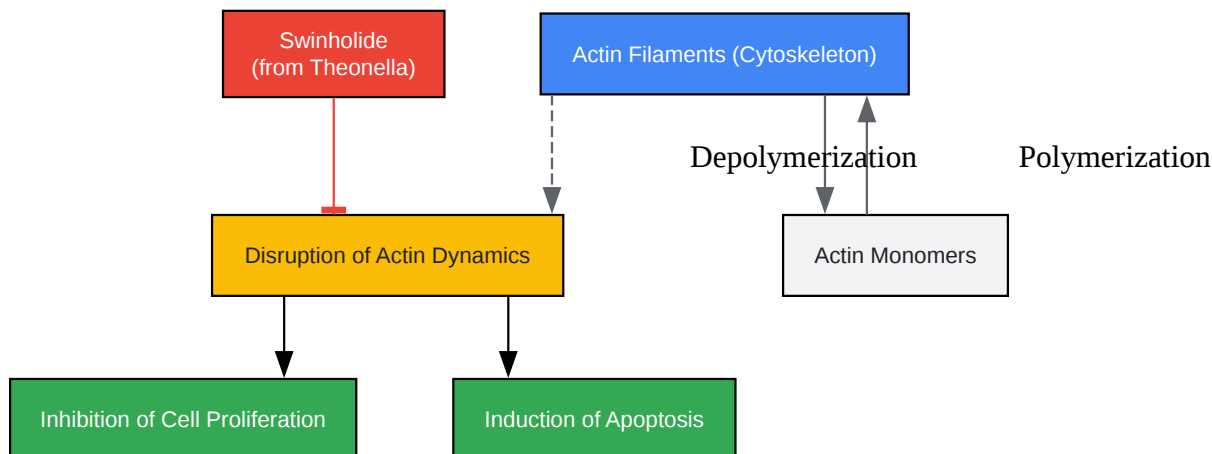 Swinholide
(from Theonella)
Actin Filaments (Cytoskeleton)
Depolymerization
Polymerization
Disruption of Actin Dynamics
Actin Monomers
Inhibition of Cell Proliferation
Induction of Apoptosis